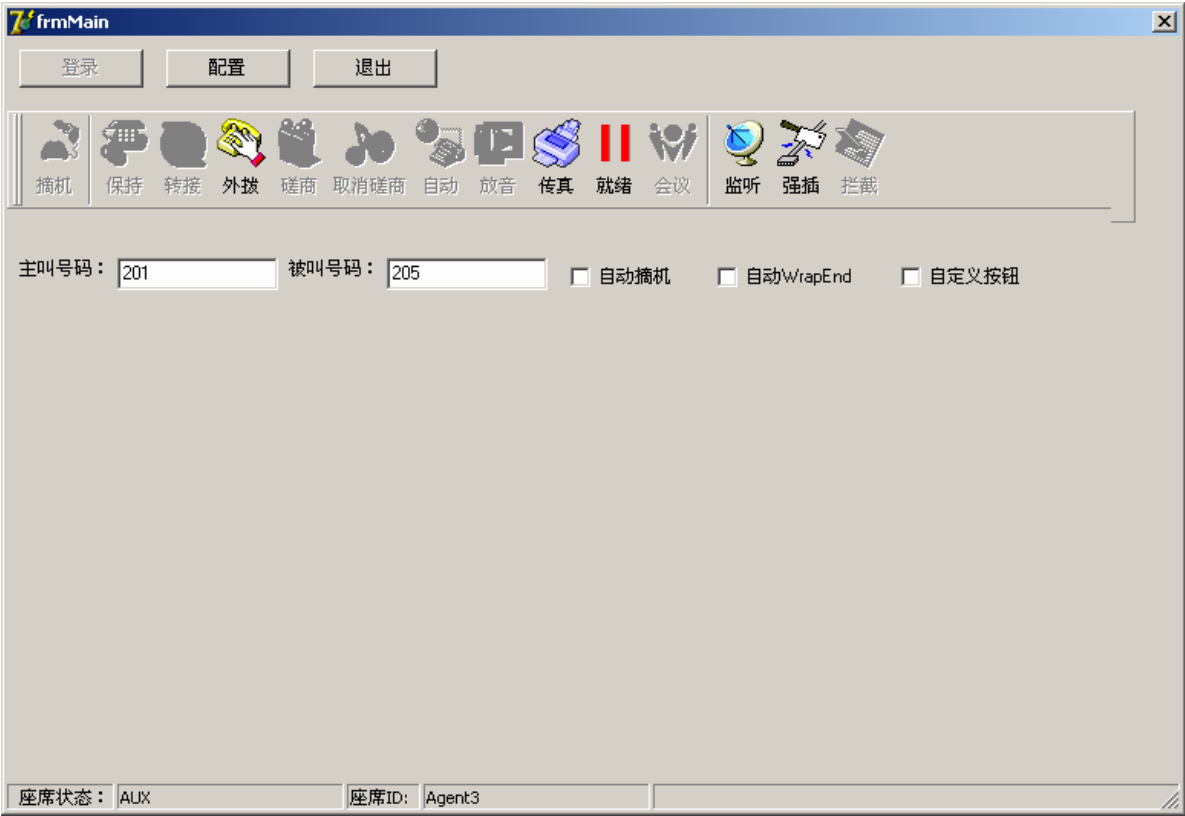 frmMain
登录 配置 退出
摘机 保持 转接 外拨 磋商 取消磋商 自动 放音 传真 就绪 会议 监听 强插 拦截
主叫号码： 201 被叫号码： 205 自动摘机 自动WrapEnd 自定义按钮
座席状态： AUX 座席ID: Agent3